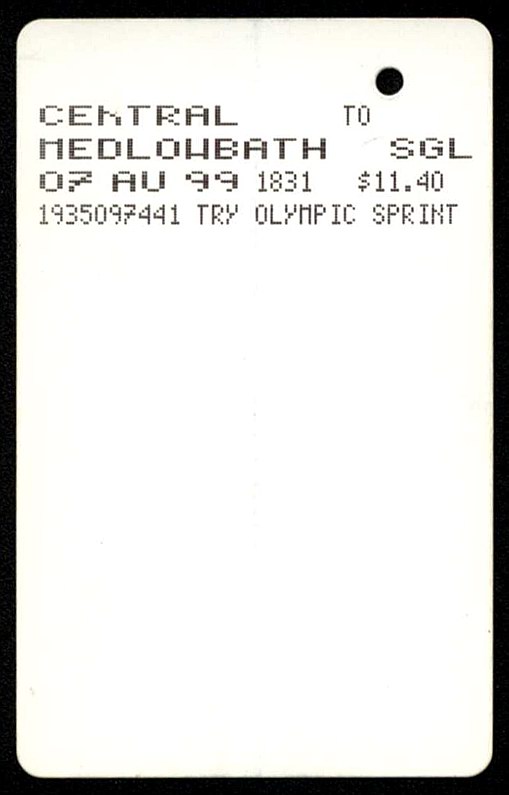 CENTRAL TO
MEDLOWBATH SGL
07 AU 99 1831 $11.40
1935097441 TRY OLYMPIC SPRINT